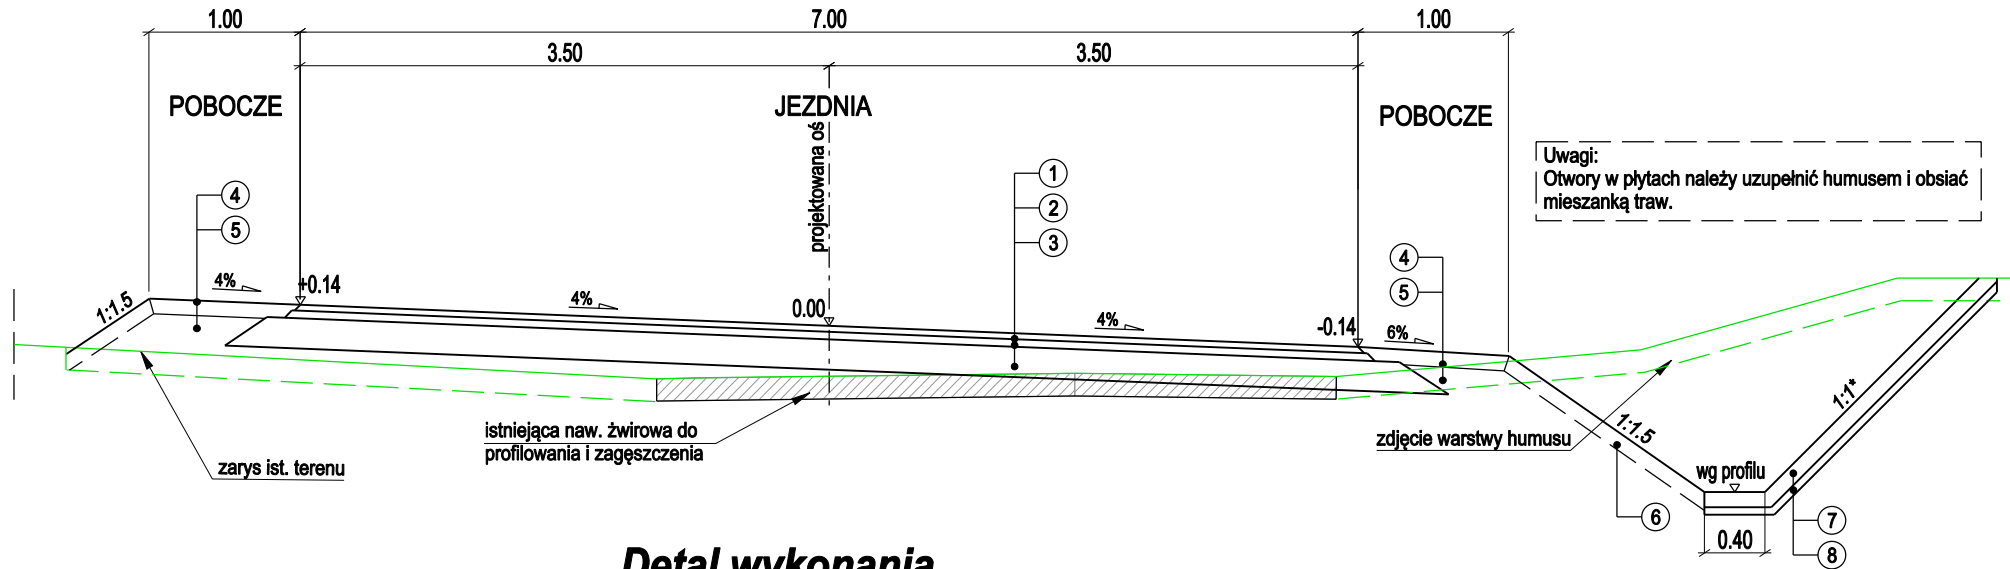 1.00
7.00
1.00
3.50
3.50
POBOCZE
JEZDNIA
POBOCZE
projektowana oś
Uwagi:
Otwory w płytach należy uzupełnić humusem i obsiać
mieszanką traw.
1
2
3
4
5
4
5
1:1.5
4%
+0.14
4%
0.00
4%
-0.14
6%
1:1*
1:1.5
istniejąca naw. żwirowa do
profilowania i zagęszczenia
zdjęcie warstwy humusu
zarys ist. terenu
wg profilu
6
7
8
0.40
Detal wykonania